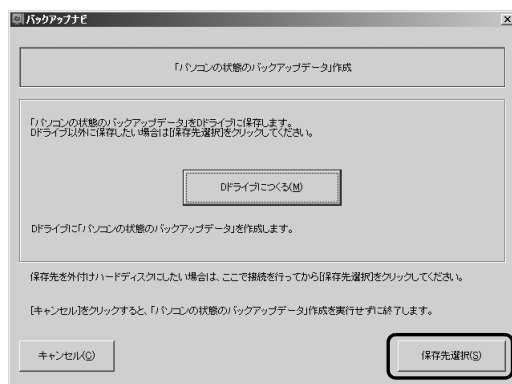 バックアップナビ
「パソコンの状態のバックアップデータ」作成
「パソコンの状態のバックアップデータ」をDドライブに保存します。
Dドライブ以外に保存したい場合は[保存先選択]をクリックしてください。
Dドライブにつくる(M)
Dドライブに「パソコンの状態のバックアップデータ」を作成します。
保存先を外付けハードディスクにしたい場合は、ここで接続を行ってから[保存先選択]をクリックしてください。
[キャンセル]をクリックすると、「パソコンの状態のバックアップデータ」作成を実行せずに終了します。
キャンセル(C)
保存先選択(S)